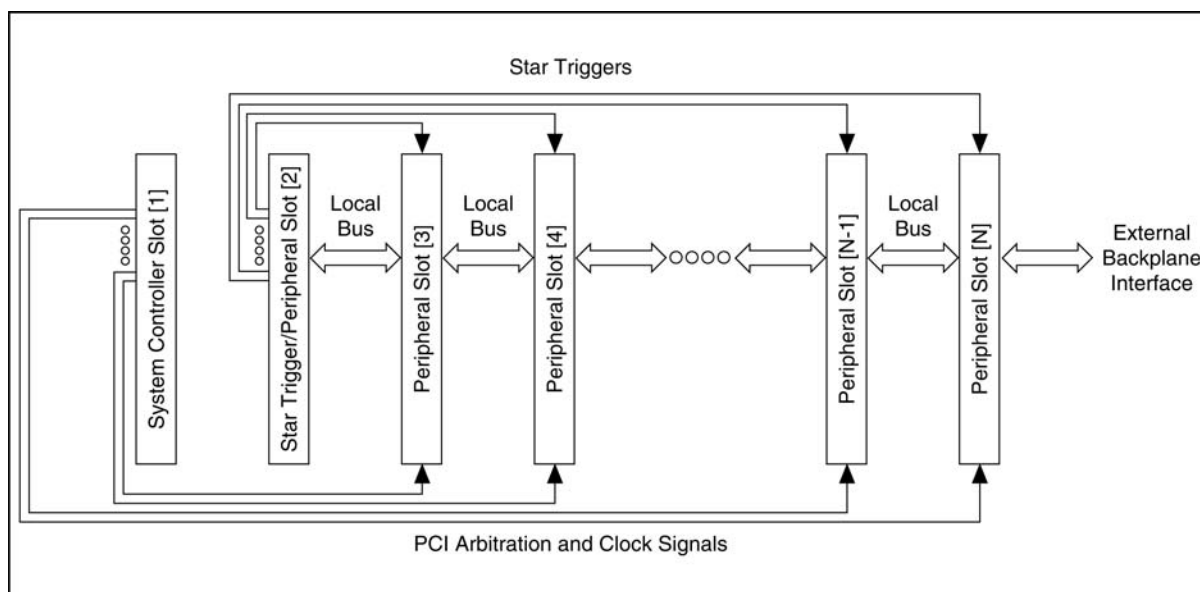 Star Triggers
System Controller Slot [1]
Star Trigger/Peripheral Slot [2]
Local
Bus
Peripheral Slot [3]
Local
Bus
Peripheral Slot [4]
Peripheral Slot [N-1]
Local
Bus
Peripheral Slot [N]
External
Backplane
Interface
PCI Arbitration and Clock Signals